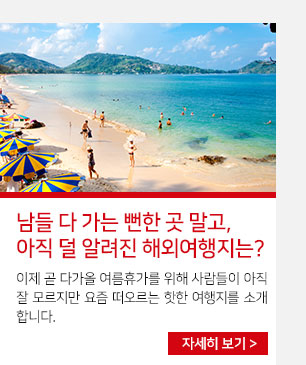 남들 다 가는 뻔한 곳 말고,
아직 덜 알려진 해외여행지는?
이제 곧 다가올 여름휴가를 위해 사람들이 아직
잘 모르지만 요즘 떠오르는 핫한 여행지를 소개
합니다.
자세히 보기 >